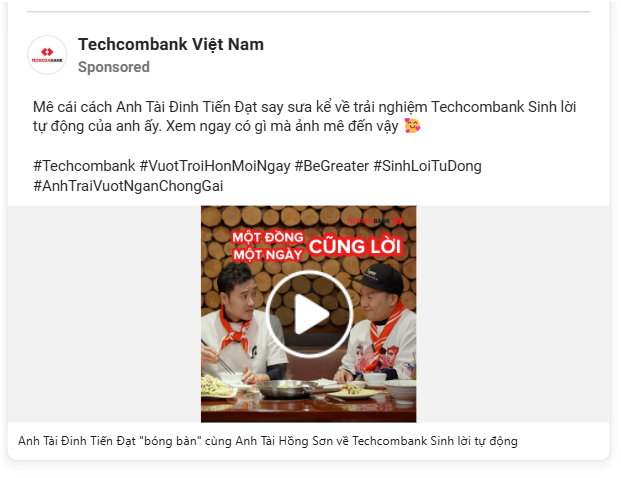 Techcombank Việt Nam
TECHCOMBANK
Sponsored
Mê cái cách Anh Tài Đinh Tiến Đạt say sưa kể về trải nghiệm Techcombank Sinh lời
tự động của anh ấy. Xem ngay có gì mà ảnh mê đến vậy 🥰
#Techcombank #VuotTroiHonMoiNgay #BeGreater #SinhLoiTuDong
#AnhTraiVuotNganChongGai
MỘT ĐỒNG
MỘT NGÀY
CŨNG LỜI
Anh Tài Đinh Tiến Đạt "bóng bàn" cùng Anh Tài Hồng Sơn về Techcombank Sinh lời tự động